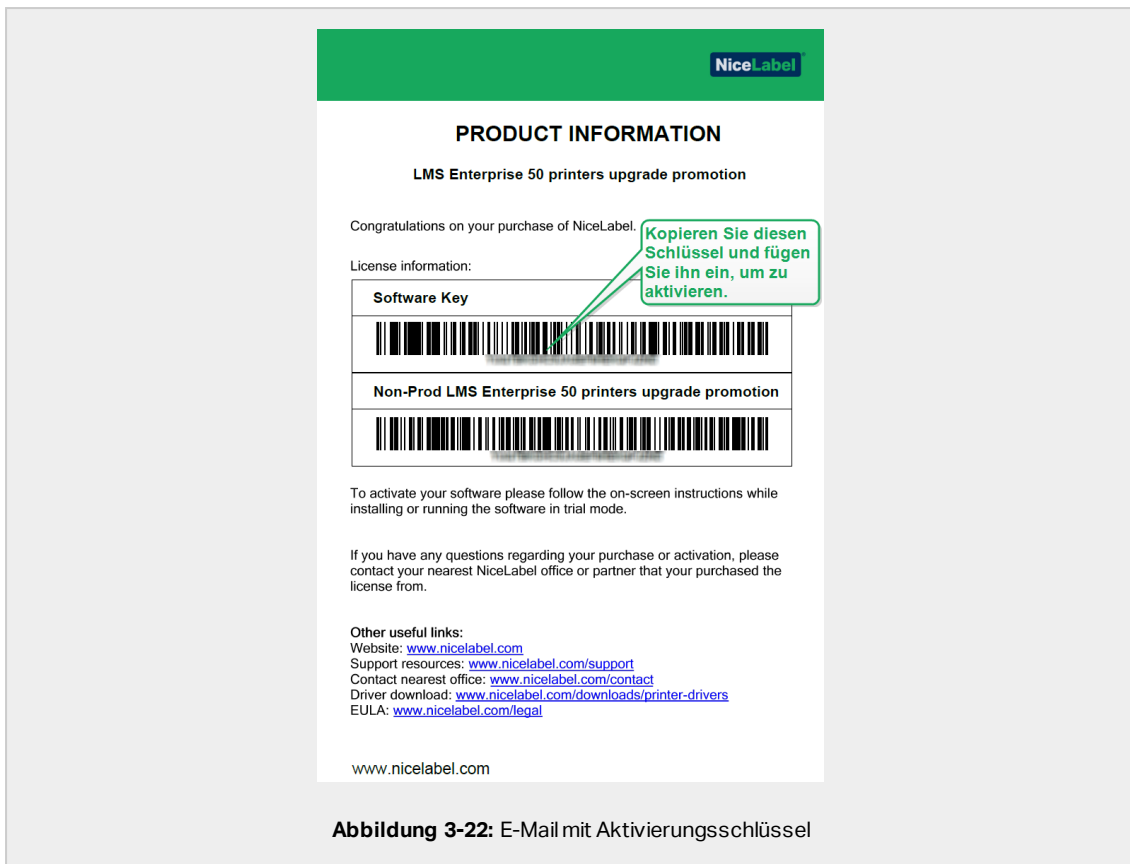 NiceLabel
PRODUCT INFORMATION
LMS Enterprise 50 printers upgrade promotion
Congratulations on your purchase of NiceLabel.
Kopieren Sie diesen
Schlüssel und fügen
Sie ihn ein, um zu
aktivieren.
License information:
Software Key
Non-Prod LMS Enterprise 50 printers upgrade promotion
To activate your software please follow the on-screen instructions while
installing or running the software in trial mode.
If you have any questions regarding your purchase or activation, please
contact your nearest NiceLabel office or partner that your purchased the
license from.
Other useful links:
Website: www.nicelabel.com
Support resources: www.nicelabel.com/support
Contact nearest office: www.nicelabel.com/contact
Driver download: www.nicelabel.com/downloads/printer-drivers
EULA: www.nicelabel.com/legal
www.nicelabel.com
Abbildung 3-22: E-Mail mit Aktivierungsschlüssel